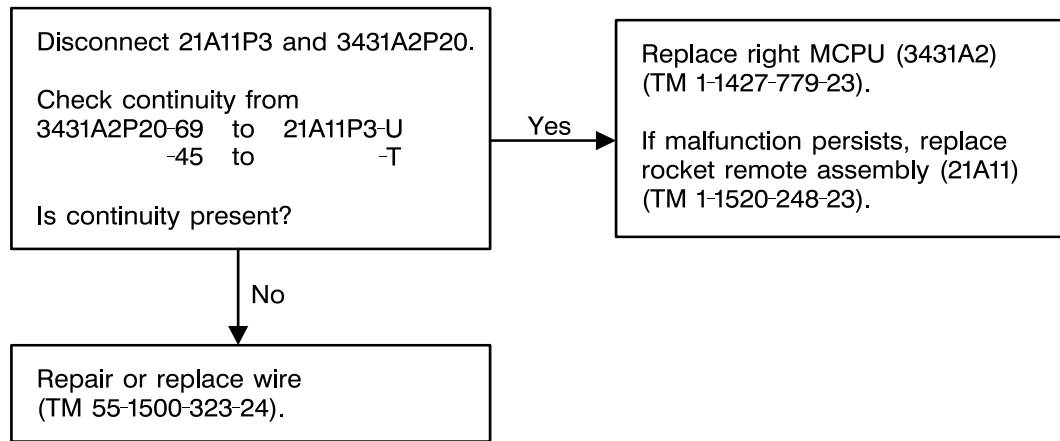 Disconnect 21A11P3 and 3431A2P20.
Check continuity from
3431A2P20-69 to 21A11P3-U
-45 to -T
Is continuity present?
Yes
Replace right MCPU (3431A2)
(TM 1-1427-779-23).
If malfunction persists, replace
rocket remote assembly (21A11)
(TM 1-1520-248-23).
No
Repair or replace wire
(TM 55-1500-323-24).